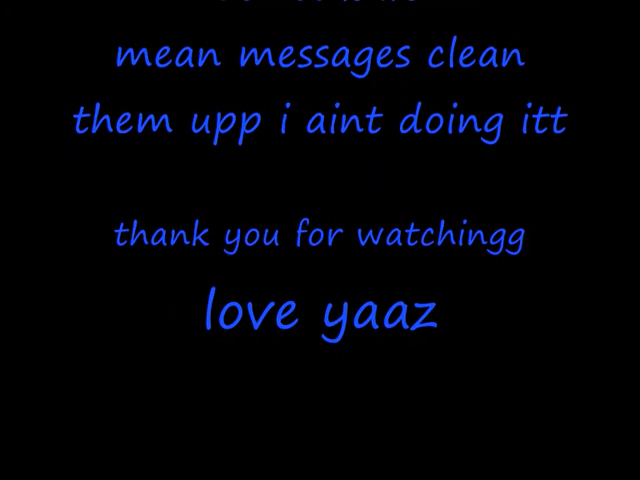 mean messages clean
them upp i aint doing itt
thank you for watchingg
love yaaz